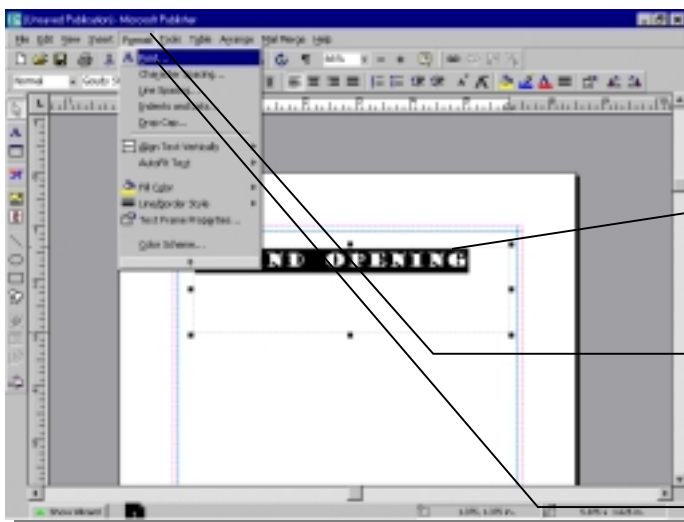 (Unsaved Publication) - Microsoft Publisher
File Edit View Insert Format Tools Table Arrange Mail Merge Help
Font...
Normal
Character Spacing...
Line Spacing...
Indents and Lists...
Drop Cap...
Align Text Vertically
AutoFit Text
Fill Color
Line/Border Style
Text Frame Properties...
Color Scheme...
ND OPENING
Show Wizard